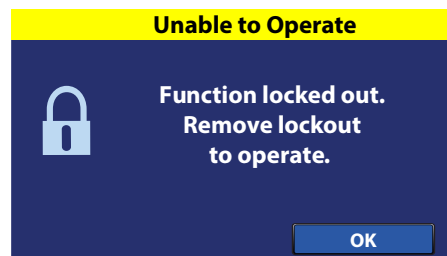 Unable to Operate
Function locked out.
Remove lockout
to operate.
OK